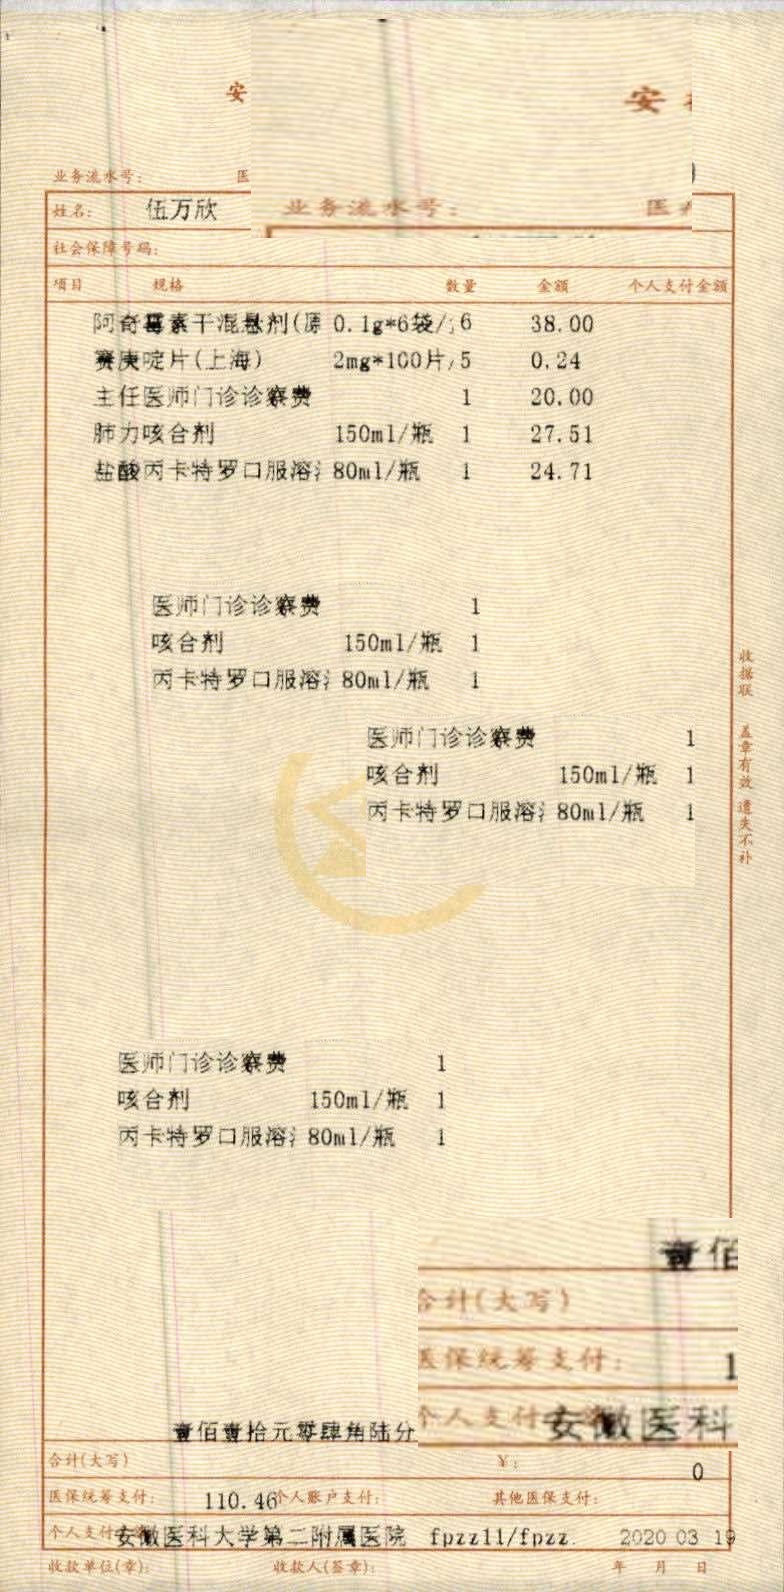 安
安
业务流水号: 医
业务流水号: 医
姓名: 伍万欣
社会保障号码:
项目 规格 数量 金额 个人支付金额
阿奇霉素干混悬剂(原 0.1g*6袋/ 6 38.00
赛庚啶片(上海) 2mg*100片/ 5 0.24
主任医师门诊诊察费 1 20.00
肺力咳合剂 150ml/瓶 1 27.51
盐酸丙卡特罗口服溶 80ml/瓶 1 24.71
医师门诊诊察费 1
咳合剂 150ml/瓶 1
丙卡特罗口服溶 80ml/瓶 1
收据联 盖章有效 遗失不补
医师门诊诊察费 1
咳合剂 150ml/瓶 1
丙卡特罗口服溶 80ml/瓶 1
医师门诊诊察费 1
咳合剂 150ml/瓶 1
丙卡特罗口服溶 80ml/瓶 1
壹佰
合计(大写)
医保统筹支付: 1
个人支付 安徽医科
壹佰壹拾元零肆角陆分
合计(大写) ¥: 0
医保统筹支付: 110.46 个人账户支付: 其他医保支付:
个人支付 安徽医科大学第二附属医院 fpzz11/fpzz. 2020 03 19
收款单位(章): 收款人(签章): 年 月 日